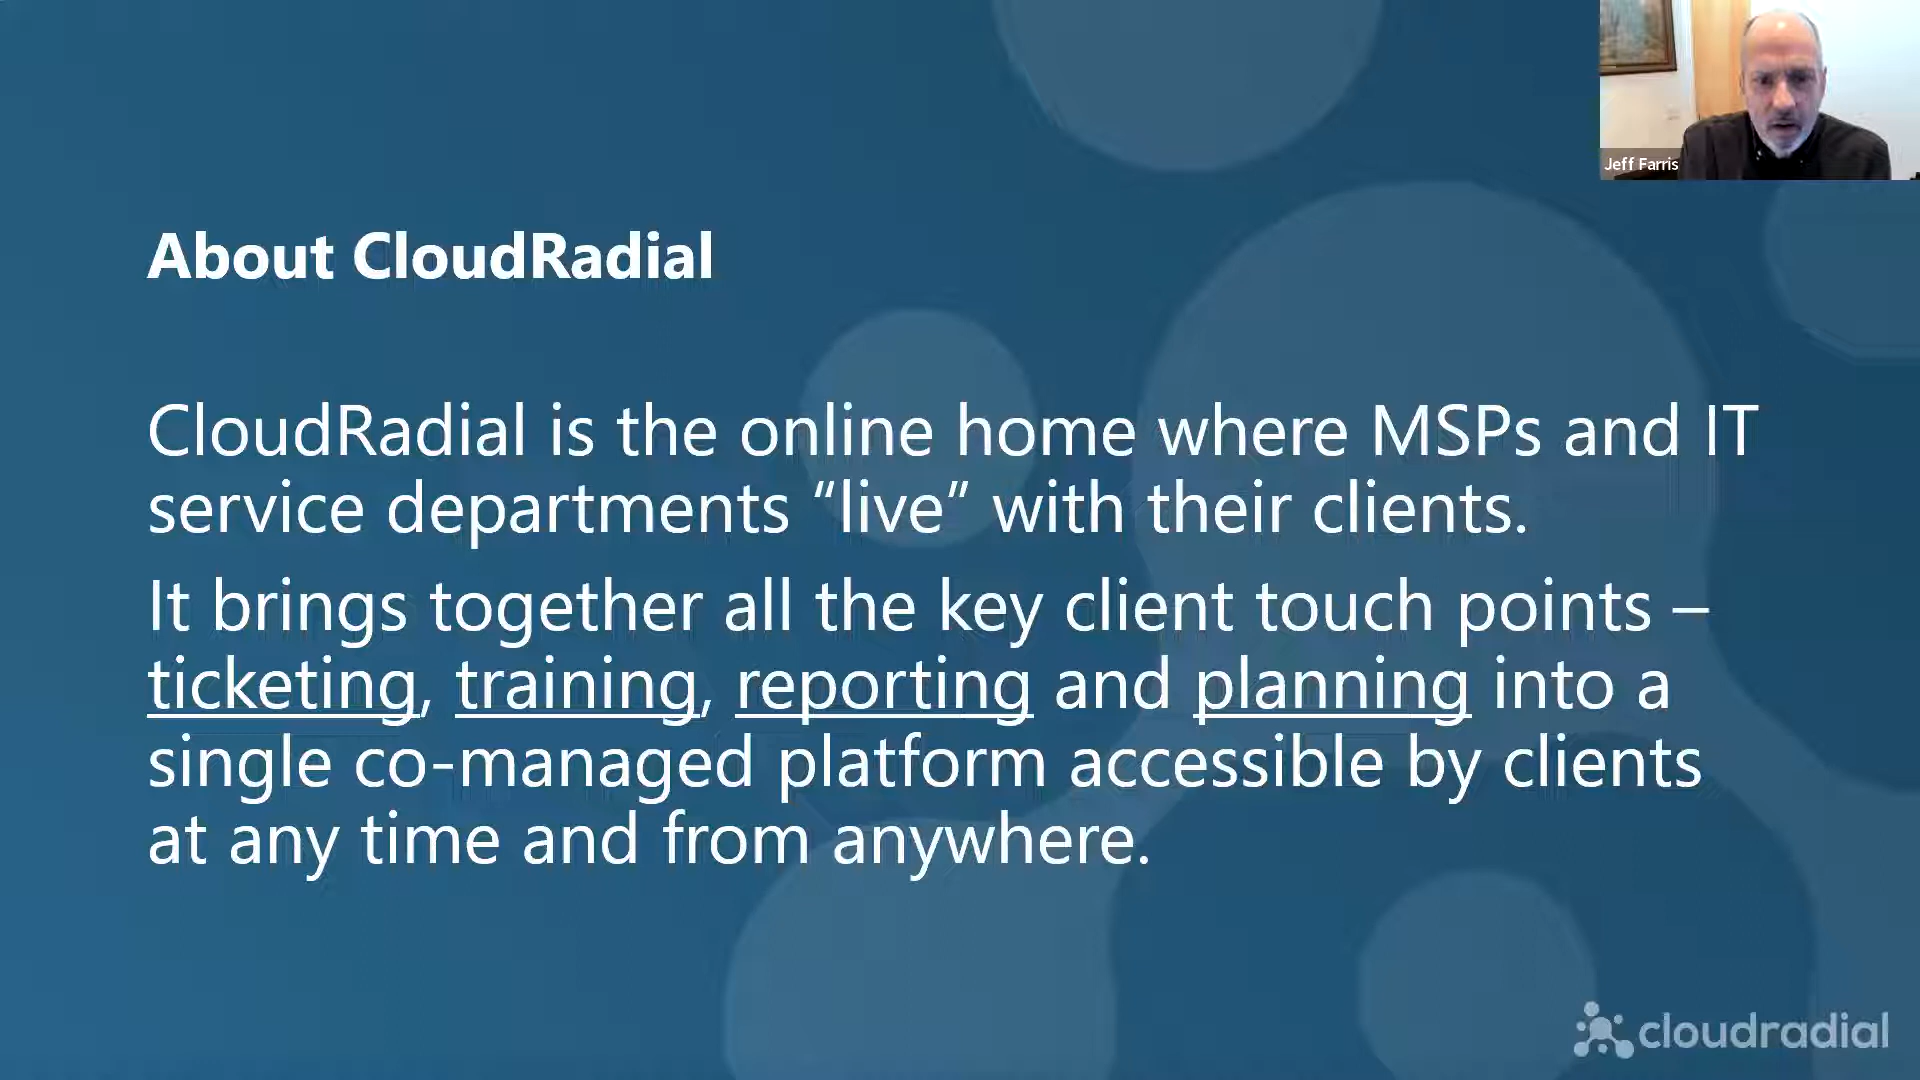 Jeff Farris
About CloudRadial
CloudRadial is the online home where MSPs and IT
service departments “live” with their clients.
It brings together all the key client touch points –
ticketing, training, reporting and planning into a
single co-managed platform accessible by clients
at any time and from anywhere.
cloudradial